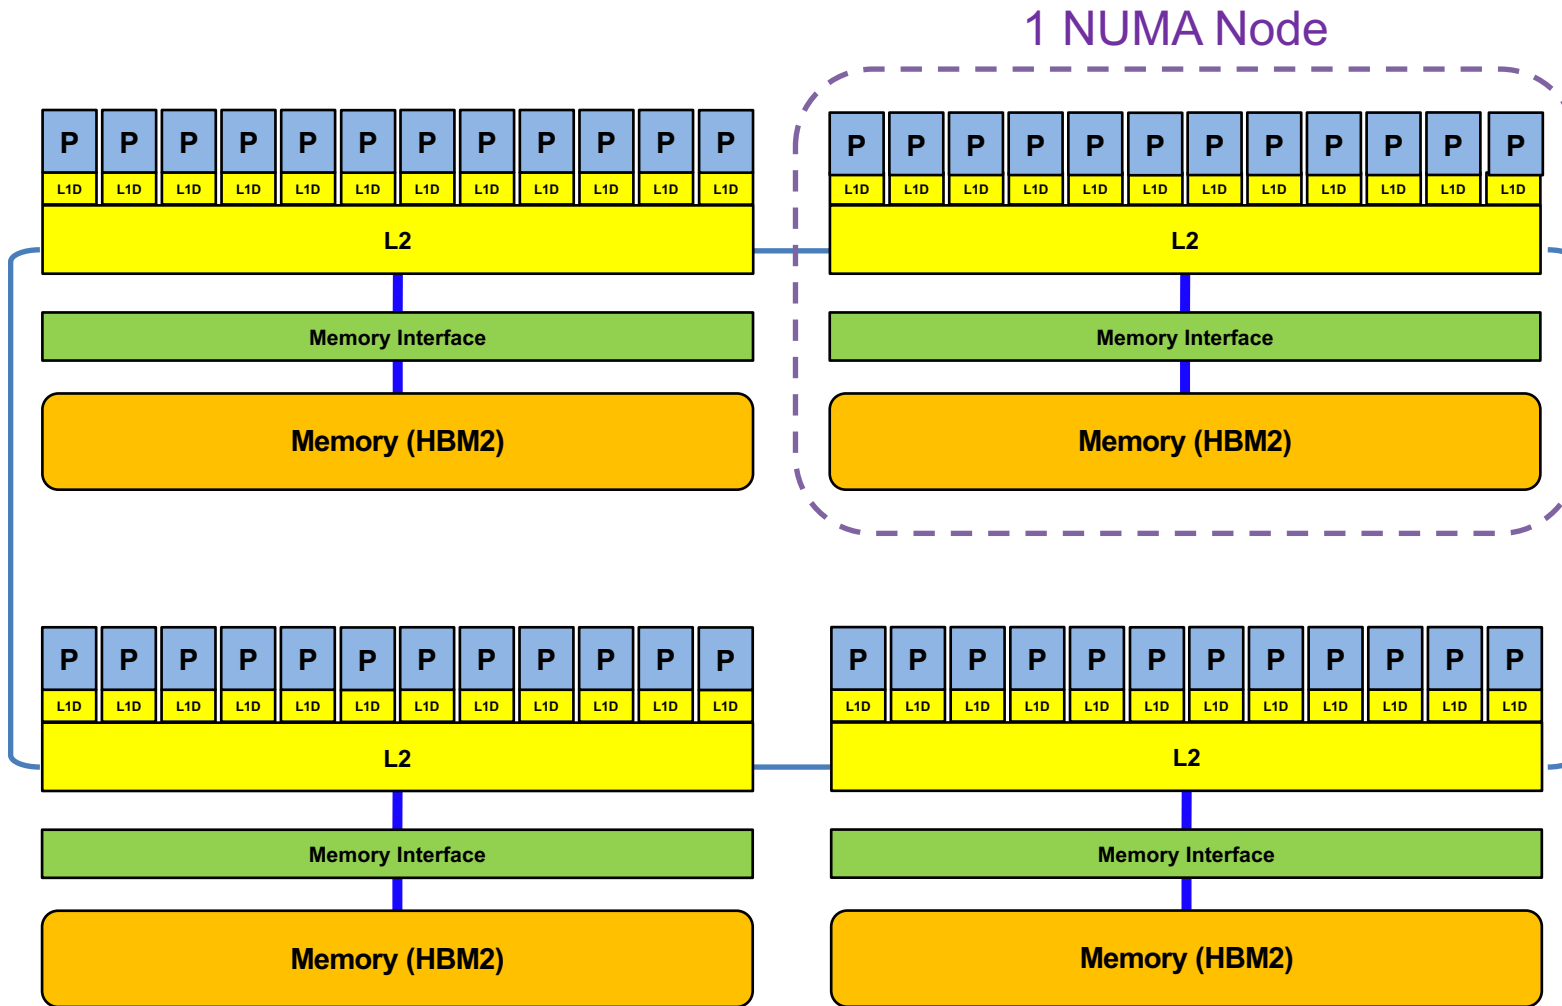 1 NUMA Node
P P P P P P P P P P P P P P P P P P P P P P P P
L1D L1D L1D L1D L1D L1D L1D L1D L1D L1D L1D L1D L1D L1D L1D L1D L1D L1D L1D L1D L1D L1D L1D L1D
L2 L2
Memory Interface Memory Interface
Memory (HBM2) Memory (HBM2)
P P P P P P P P P P P P P P P P P P P P P P P P
L1D L1D L1D L1D L1D L1D L1D L1D L1D L1D L1D L1D L1D L1D L1D L1D L1D L1D L1D L1D L1D L1D L1D L1D
L2 L2
Memory Interface Memory Interface
Memory (HBM2) Memory (HBM2)